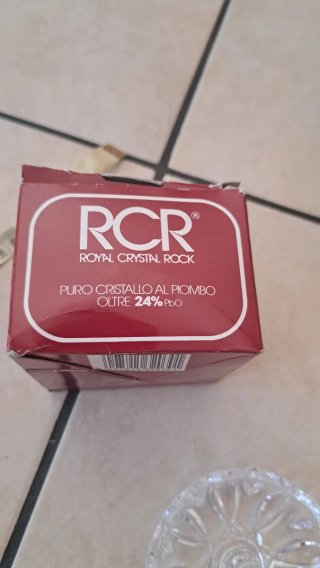 RCR®
ROYAL CRYSTAL ROCK
PURO CRISTALLO AL PIOMBO
OLTRE 24% PbO